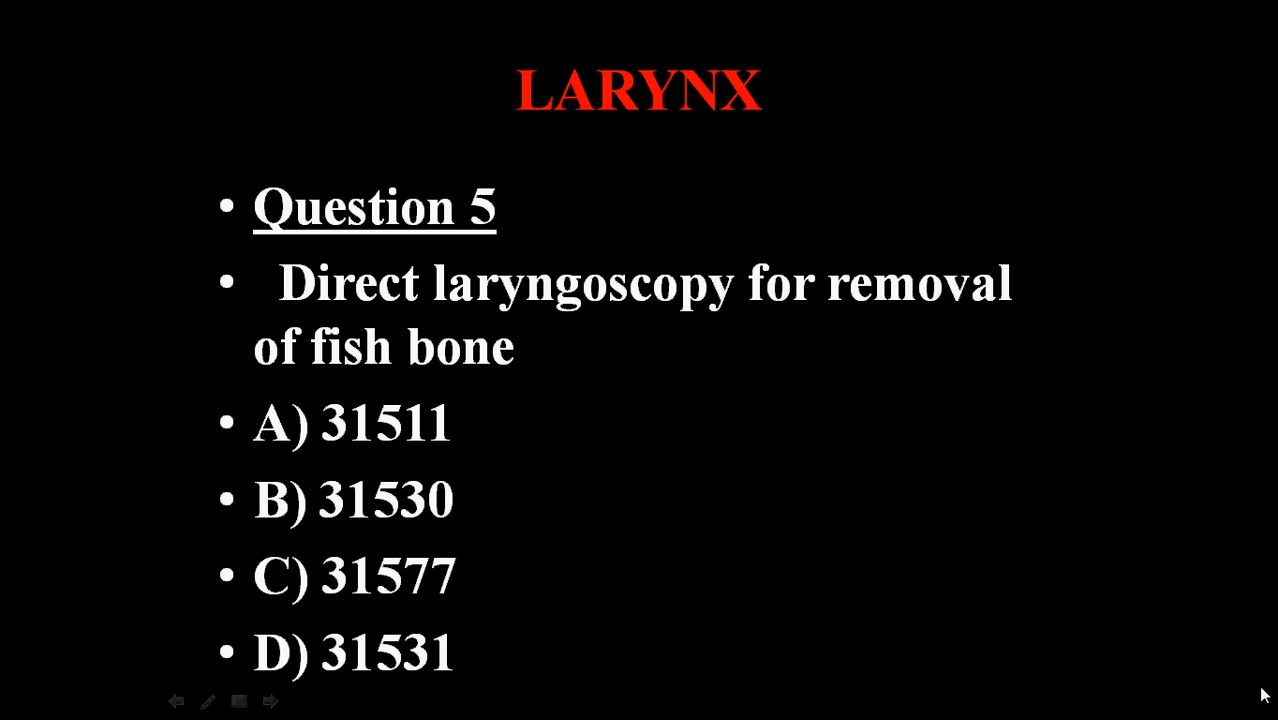 LARYNX
• Question 5
• Direct laryngoscopy for removal
of fish bone
• A) 31511
• B) 31530
• C) 31577
• D) 31531